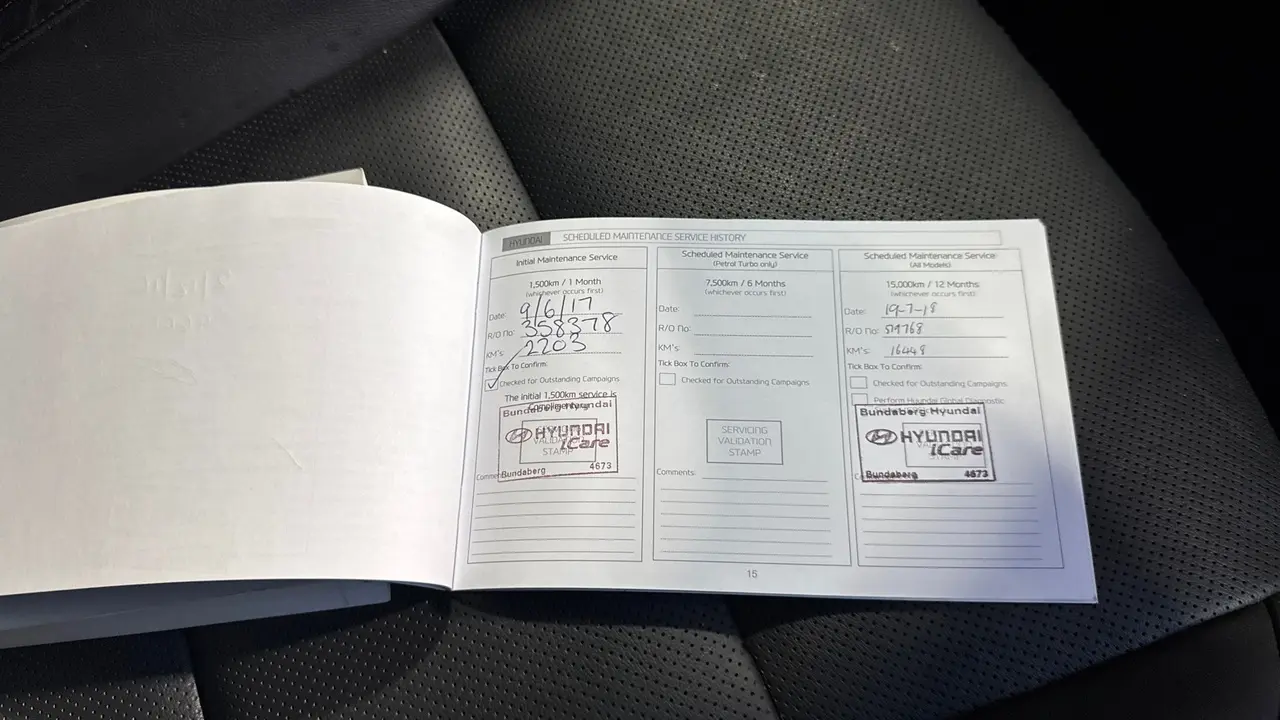 HYUNDAI SCHEDULED MAINTENANCE SERVICE HISTORY
Initial Maintenance Service
1,500km / 1 Month
(whichever occurs first)
Date: 9/6/17
R/O No: 358378
KM's: 2203
Tick Box To Confirm:
Checked for Outstanding Campaigns
The initial 1,500km service is
Bundaberg Hyundai
HYUNDAI
iCare
STAMP
Bundaberg 4673
Scheduled Maintenance Service
(Petrol Turbo only)
7,500km / 6 Months
(whichever occurs first)
Date:
R/O No:
KM's:
Tick Box To Confirm:
Checked for Outstanding Campaigns
SERVICING
VALIDATION
STAMP
Comments:
Scheduled Maintenance Service
(All Models)
15,000km / 12 Months
(whichever occurs first)
Date: 19-7-18
R/O No:
KM's: 16448
Tick Box To Confirm:
Checked for Outstanding Campaigns
Perform Hyundai Global Diagnostic
Bundaberg Hyundai
HYUNDAI
iCare
Bundaberg 4673
15